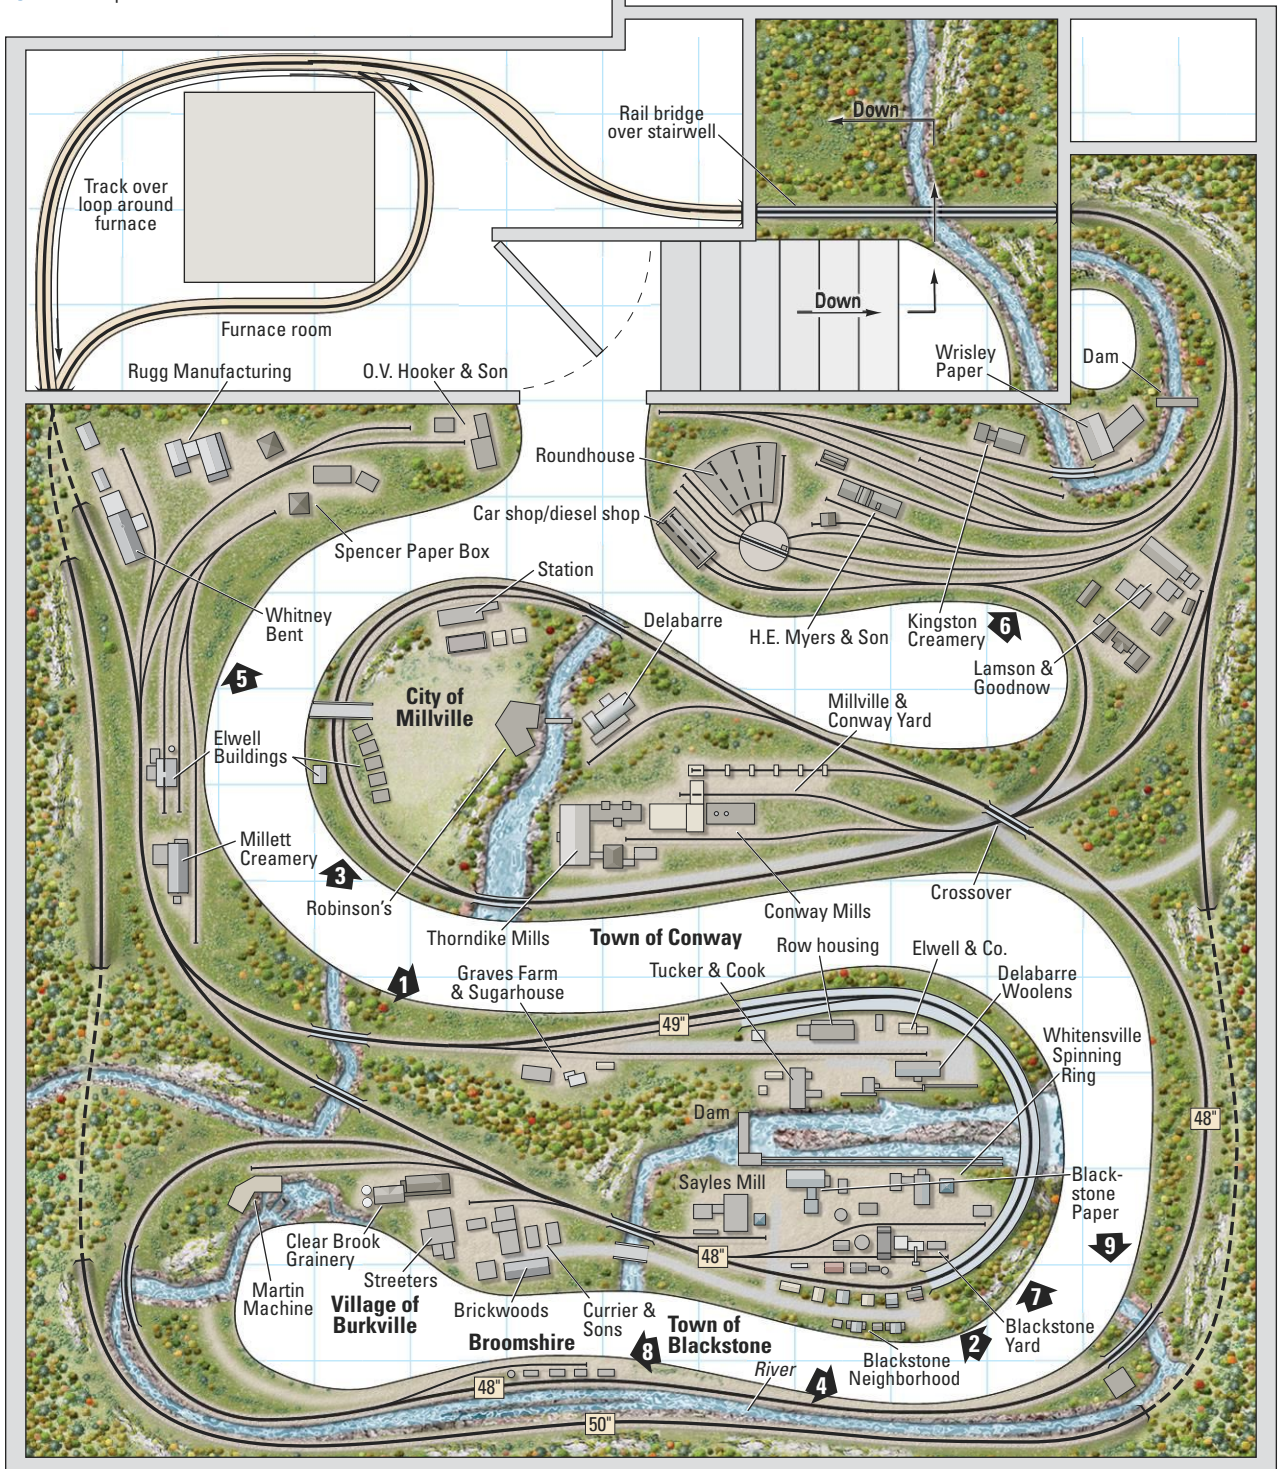 Rail bridge
over stairwell
Down
Track over
loop around
furnace
Down
Furnace room
Wrisley
Paper
Dam
Rugg Manufacturing
O.V. Hooker & Son
Roundhouse
Car shop/diesel shop
Spencer Paper Box
Station
Whitney
Bent
Delabarre
H.E. Myers & Son
Kingston
Creamery
6
Lamson &
Goodnow
5
City of
Millville
Millville &
Conway Yard
Elwell
Buildings
Millett
Creamery
3
Robinson's
Crossover
Conway Mills
Thorndike Mills
Town of Conway
Row housing
Elwell & Co.
1
Graves Farm
& Sugarhouse
Tucker & Cook
Delabarre
Woolens
49"
Whitensville
Spinning
Ring
48"
Dam
Sayles Mill
Black-
stone
Paper
Clear Brook
Grainery
48"
9
Martin
Machine
Streeters
Village of
Burkville
Brickwoods
Currier &
Sons
7
Town of
Blackstone
Blackstone
Yard
Broomshire
8
2
Blackstone
Neighborhood
River
4
48"
50"